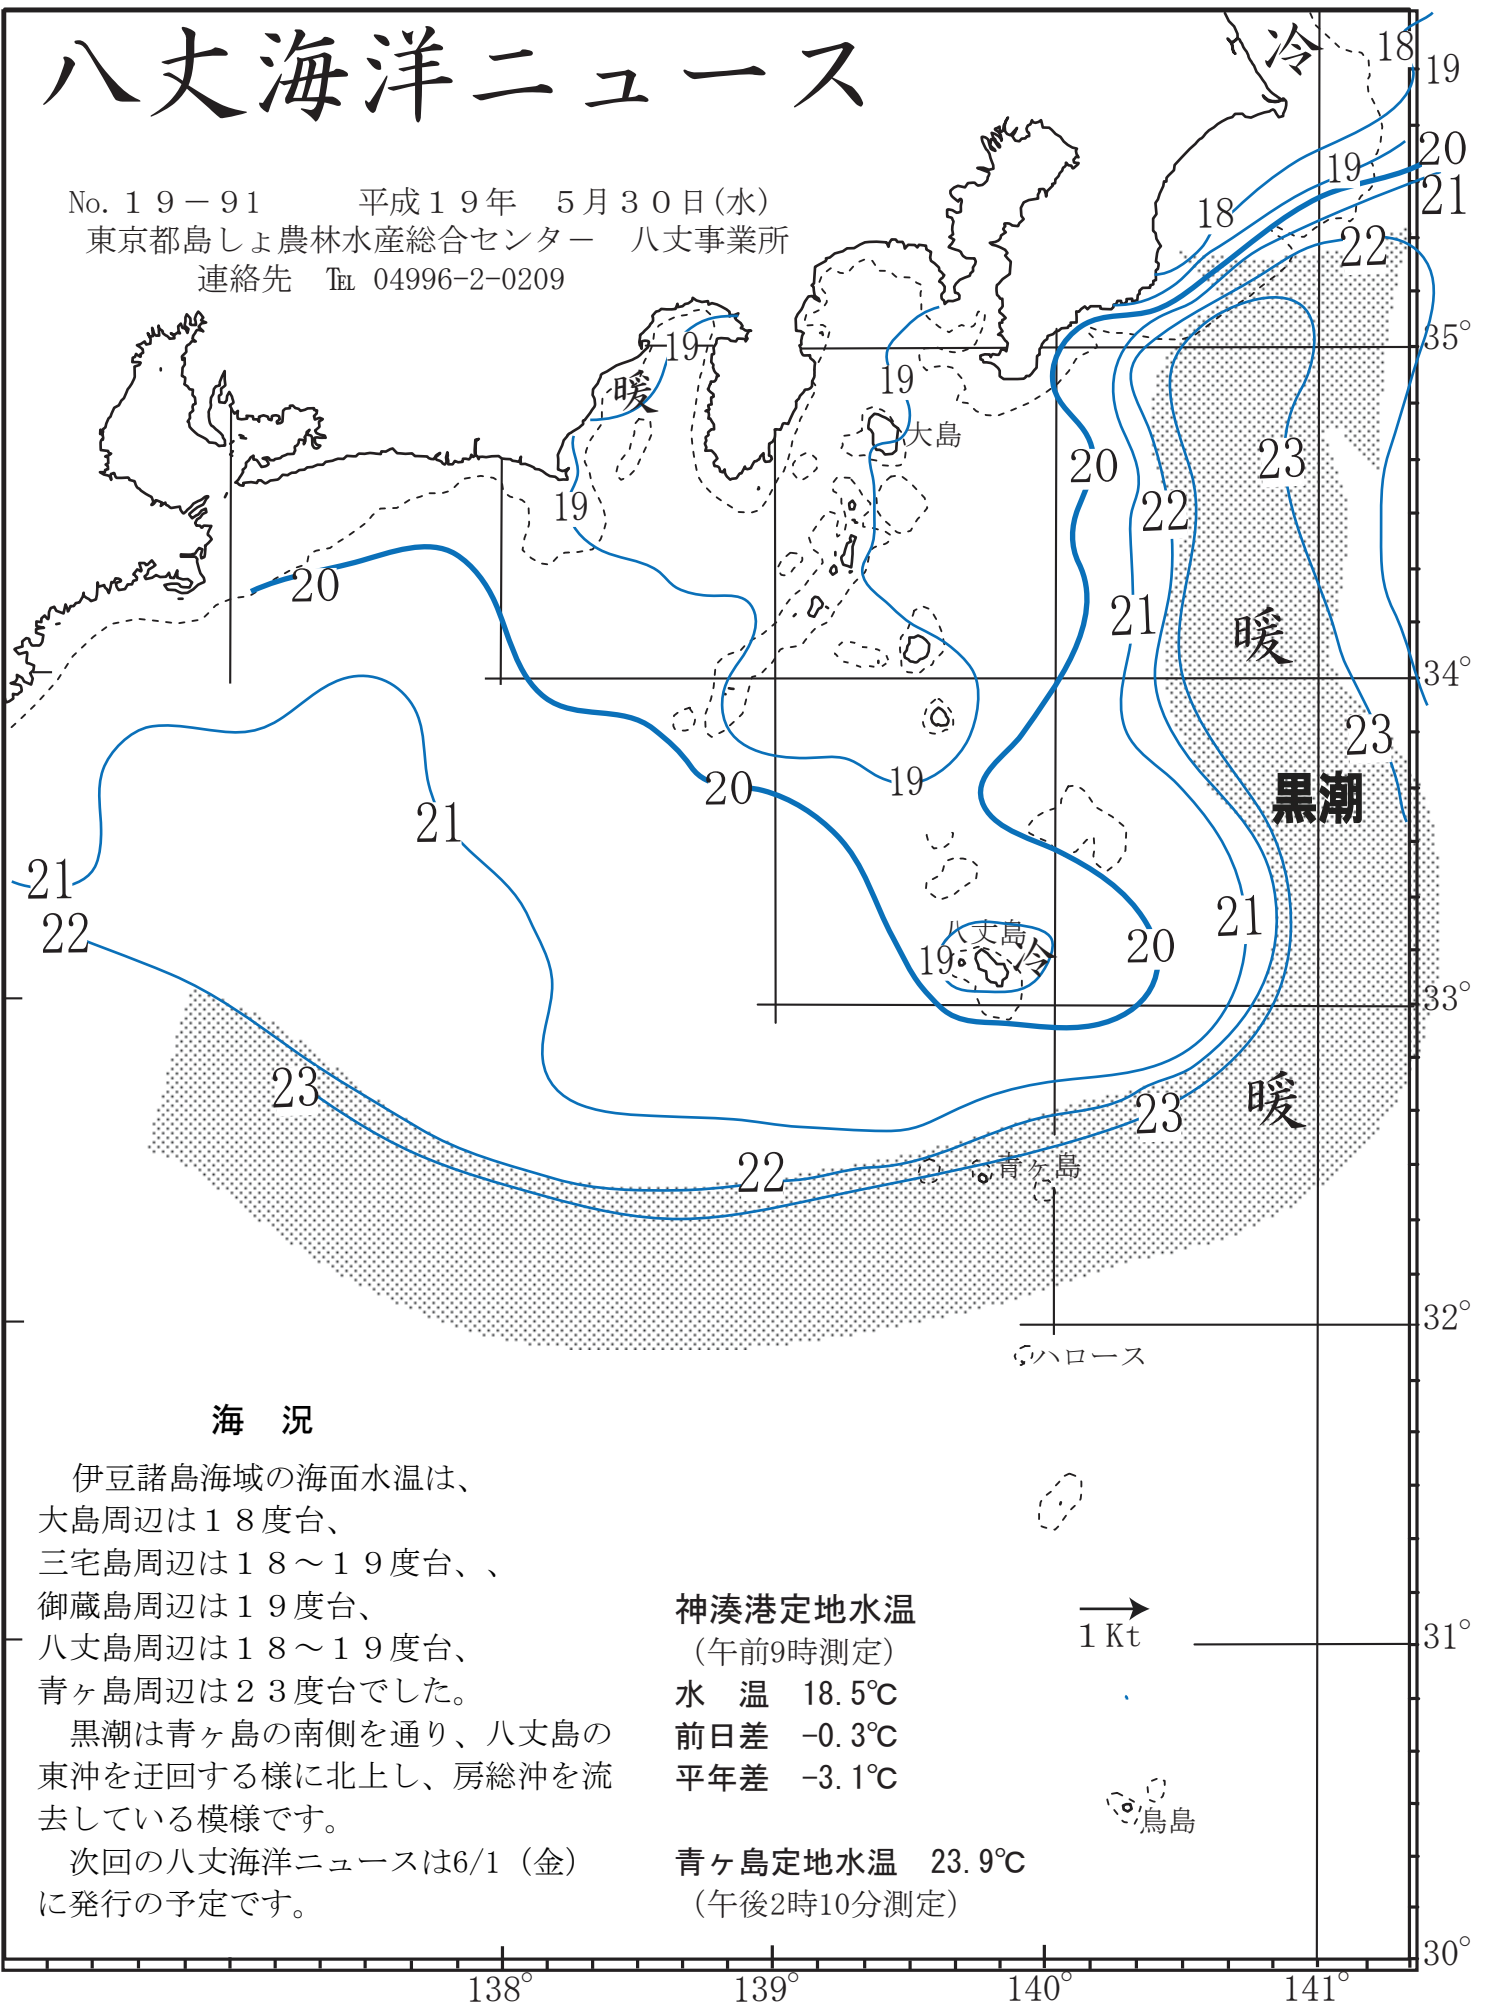 八丈海洋ニュース
No.１９－９１　　　平成１９年　５月３０日(水)
東京都島しょ農林水産総合センター　八丈事業所
連絡先　℡ 04996-2-0209
冷
18
19
20
19
21
18
22
35°
19
暖
19
大島
20
23
22
19
20
21
暖
34°
23
黒潮
20
19
21
21
22
21
20
八丈島
19
冷
33°
23
暖
23
22
青ヶ島
32°
ハロース
海　況
伊豆諸島海域の海面水温は、
大島周辺は１８度台、
三宅島周辺は１８～１９度台、、
御蔵島周辺は１９度台、
八丈島周辺は１８～１９度台、
青ヶ島周辺は２３度台でした。
黒潮は青ヶ島の南側を通り、八丈島の
東沖を迂回する様に北上し、房総沖を流
去している模様です。
次回の八丈海洋ニュースは6/1（金）
に発行の予定です。
神湊港定地水温
（午前9時測定）
水　温　18.5℃
前日差　-0.3℃
平年差　-3.1℃
青ヶ島定地水温　23.9℃
（午後2時10分測定）
1 Kt
31°
鳥島
30°
138°
139°
140°
141°